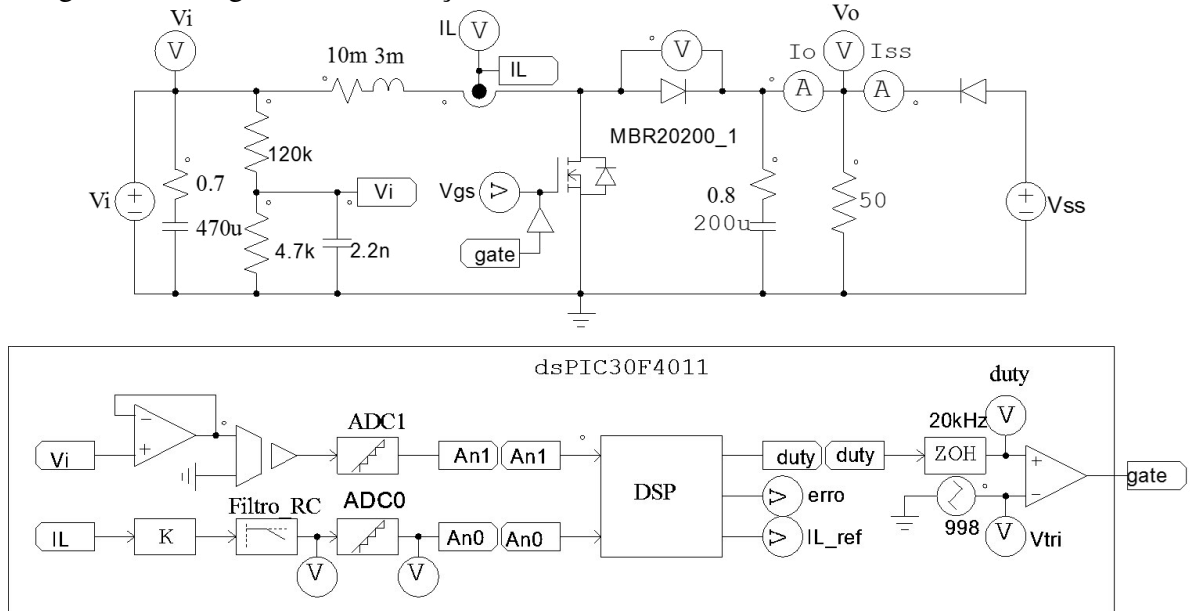 Vi
IL
V
V
10m 3m
IL
V
Vo
V
Io
Iss
A
A
MBR20200_1
120k
0.7
Vi
Vi
470u
4.7k
2.2n
Vgs
V
gate
0.8
200u
50
Vss
dsPIC30F4011
duty
V
20kHz
ADC1
Vi
An1
An1
duty
duty
ZOH
gate
DSP
V
erro
Filtro_RC
ADC0
IL
K
An0
An0
V
IL_ref
998
V
Vtri
V
V